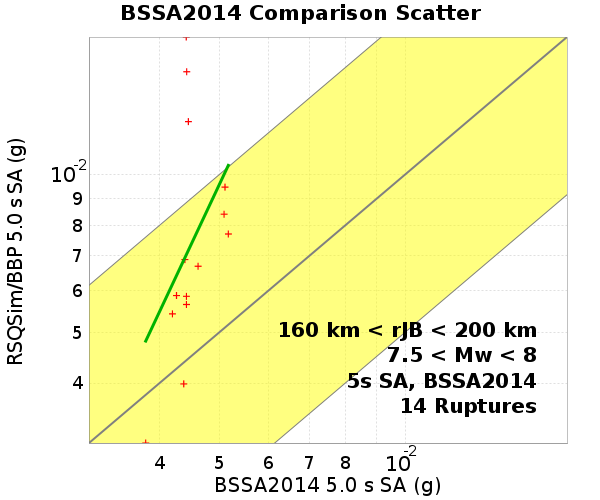 BSSA2014 Comparison Scatter
RSQSim/BBP 5.0 s SA (g)
10-2
9
8
7
6
5
4
160 km < rJB < 200 km
7.5 < Mw < 8
5s SA, BSSA2014
14 Ruptures
4 5 6 7 8 10-2
BSSA2014 5.0 s SA (g)